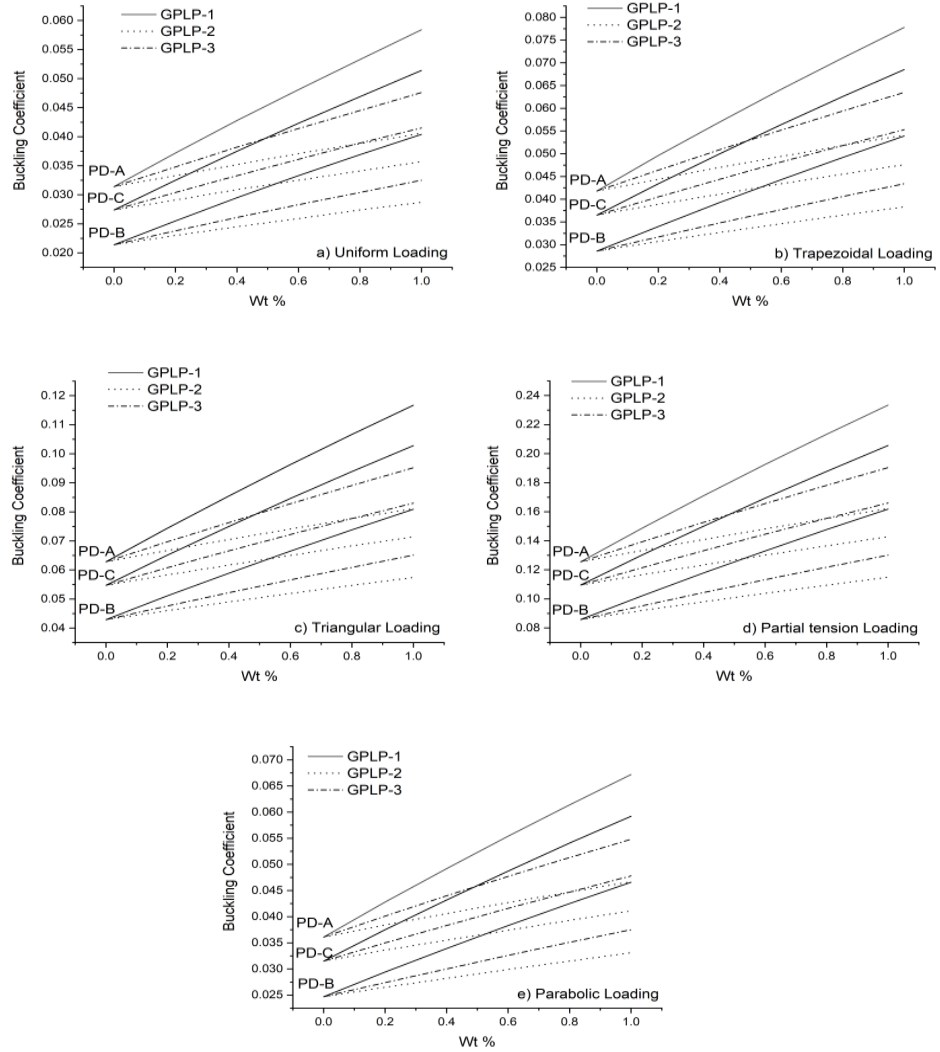 GPLP-1
GPLP-2
GPLP-3
0.060
0.055
0.050
0.045
0.040
0.035
0.030
0.025
0.020
Buckling Coefficient
PD-A
PD-C
PD-B
a) Uniform Loading
0.0 0.2 0.4 0.6 0.8 1.0
Wt %
GPLP-1
GPLP-2
GPLP-3
0.080
0.075
0.070
0.065
0.060
0.055
0.050
0.045
0.040
0.035
0.030
0.025
Buckling Coefficient
PD-A
PD-C
PD-B
b) Trapezoidal Loading
0.0 0.2 0.4 0.6 0.8 1.0
Wt %
GPLP-1
GPLP-2
GPLP-3
0.12
0.11
0.10
0.09
0.08
0.07
0.06
0.05
0.04
Buckling Coefficient
PD-A
PD-C
PD-B
c) Triangular Loading
0.0 0.2 0.4 0.6 0.8 1.0
Wt %
GPLP-1
GPLP-2
GPLP-3
0.24
0.22
0.20
0.18
0.16
0.14
0.12
0.10
0.08
Buckling Coefficient
PD-A
PD-C
PD-B
d) Partial tension Loading
0.0 0.2 0.4 0.6 0.8 1.0
Wt %
GPLP-1
GPLP-2
GPLP-3
0.070
0.065
0.060
0.055
0.050
0.045
0.040
0.035
0.030
0.025
Buckling Coefficient
PD-A
PD-C
PD-B
e) Parabolic Loading
0.0 0.2 0.4 0.6 0.8 1.0
Wt %